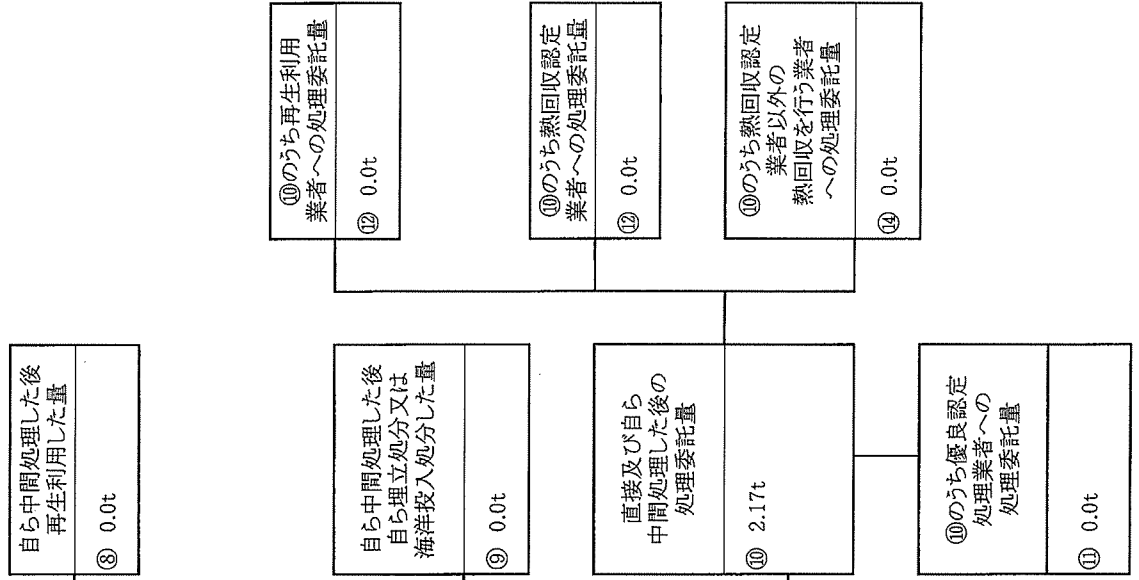 自ら中間処理した後
再生利用した量
⑧ 0.0t
自ら中間処理した後
自ら埋立処分又は
海洋投入処分した量
⑨ 0.0t
直接及び自ら
中間処理した後の
処理委託量
⑩ 2.17t
⑩のうち優良認定
処理業者への
処理委託量
⑪ 0.0t
⑩のうち再生利用
業者への処理委託量
⑫ 0.0t
⑩のうち熱回収認定
業者への処理委託量
⑫ 0.0t
⑩のうち熱回収認定
業者以外の
熱回収を行う業者
への処理委託量
⑭ 0.0t